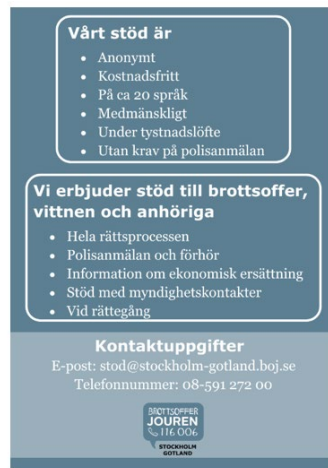 Vårt stöd är
• Anonymt
• Kostnadsfritt
• På ca 20 språk
• Medmänskligt
• Under tystnadslöfte
• Utan krav på polisanmälan
Vi erbjuder stöd till brottsoffer,
vittnen och anhöriga
• Hela rättsprocessen
• Polisanmälan och förhör
• Information om ekonomisk ersättning
• Stöd med myndighetskontakter
• Vid rättegång
Kontaktuppgifter
E-post: stod@stockholm-gotland.boj.se
Telefonnummer: 08-591 272 00
BROTTSOFFER
JOUREN
116 006
STOCKHOLM
GOTLAND